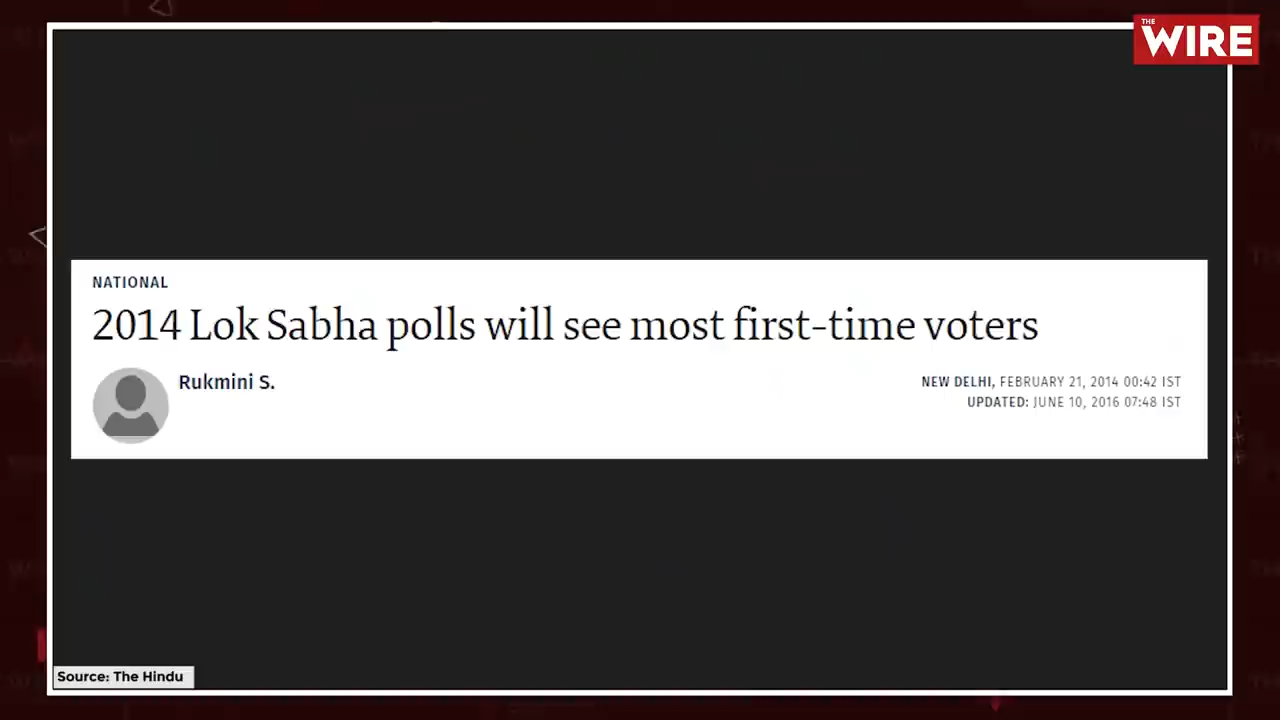 THE
WIRE
NATIONAL
2014 Lok Sabha polls will see most first-time voters
Rukmini S.
NEW DELHI, FEBRUARY 21, 2014 00:42 IST
UPDATED: JUNE 10, 2016 07:48 IST
Source: The Hindu